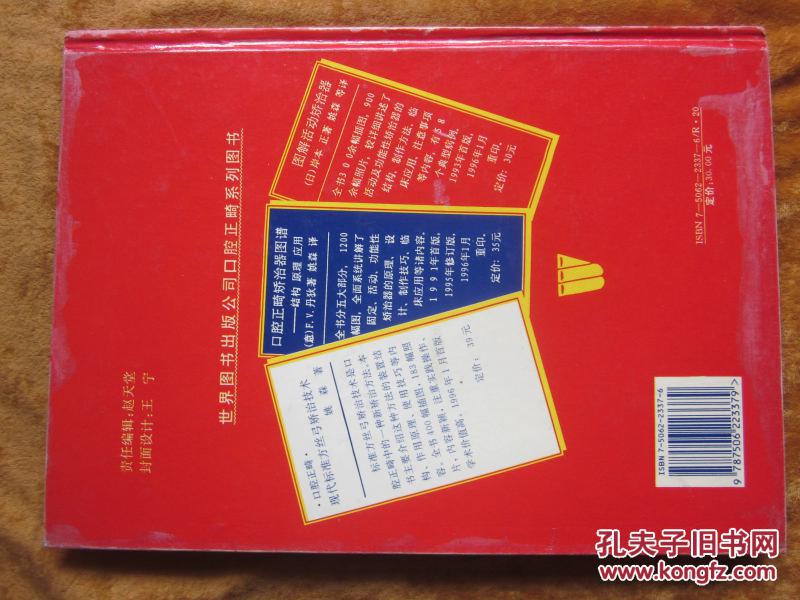 世界图书出版公司口腔正畸系列图书
图解活动矫治器
(日)岸本 正著 姚森 等译
全书300余幅插图,900
余幅照片,较详细讲述了
活动及功能性矫治器的
结构、制作方法、临
床应用、注意事项
等内容,有58
个典型病例。
1993年首版,
1996年1月
重印。
定价:30元
口腔正畸矫治器图谱
——结构 原理 应用
(意)F.V.丹狄著 姚森 译
全书分五大部分,1200
幅图,全面系统讲解了
固定、活动、功能性
矫治器的原理、设
计、制作技巧、临
床应用等诸内容。
1991年首版,
1995年修订版,
1996年1月
重印。
定价:35元
·口腔正畸·
现代标准方丝弓矫治技术
姚森 著
标准方丝弓矫治技术是口
腔正畸中的一种新矫治方法。本
书主要介绍这种方法的装置结
构、作用原理、使用技巧等内
容。全书400幅插图,183幅照
片,内容新颖,注重实践操作、
学术价值高。1996年1月首版
定价:39元
责任编辑:赵天堂
封面设计:王 宁
ISBN 7-5062-2337-6/R·20
定价:30.00元
ISBN 7-5062-2337-6
9 787506 223379 >
孔夫子旧书网
www.kongfz.com